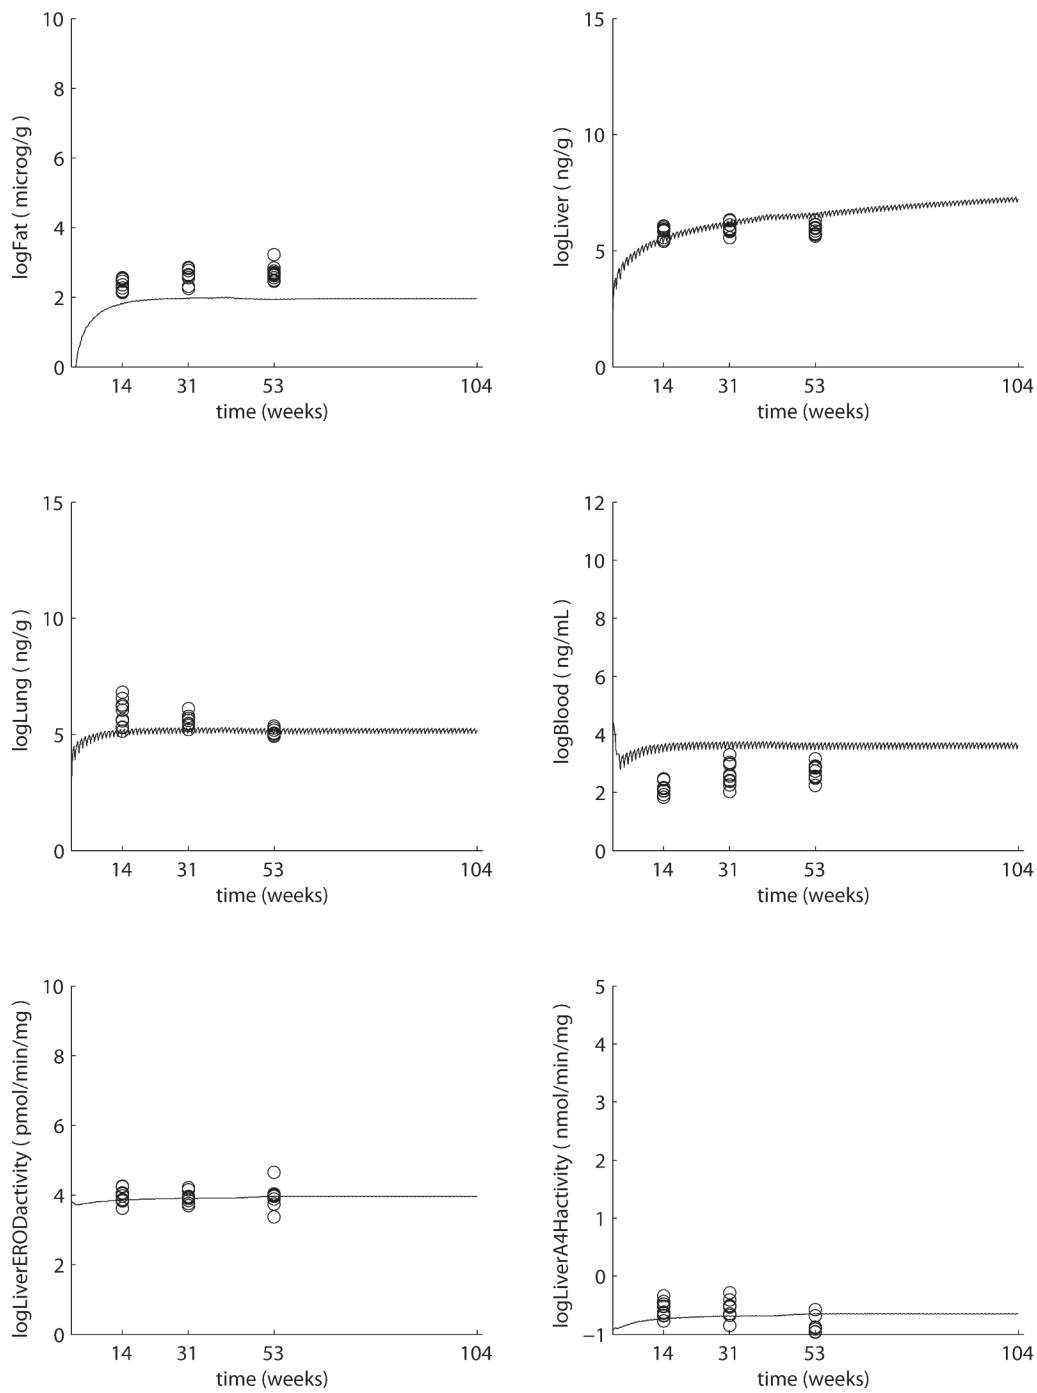 logFat ( microg/g )
10
8
6
4
2
0
14 31 53 104
time (weeks)
logLiver ( ng/g )
15
10
5
0
14 31 53 104
time (weeks)
logLung ( ng/g )
15
10
5
0
14 31 53 104
time (weeks)
logBlood ( ng/mL )
12
10
8
6
4
2
0
14 31 53 104
time (weeks)
logLiverERODactivity ( pmol/min/mg )
10
8
6
4
2
0
14 31 53 104
time (weeks)
logLiverA4Hactivity ( nmol/min/mg )
5
4
3
2
1
0
−1
14 31 53 104
time (weeks)